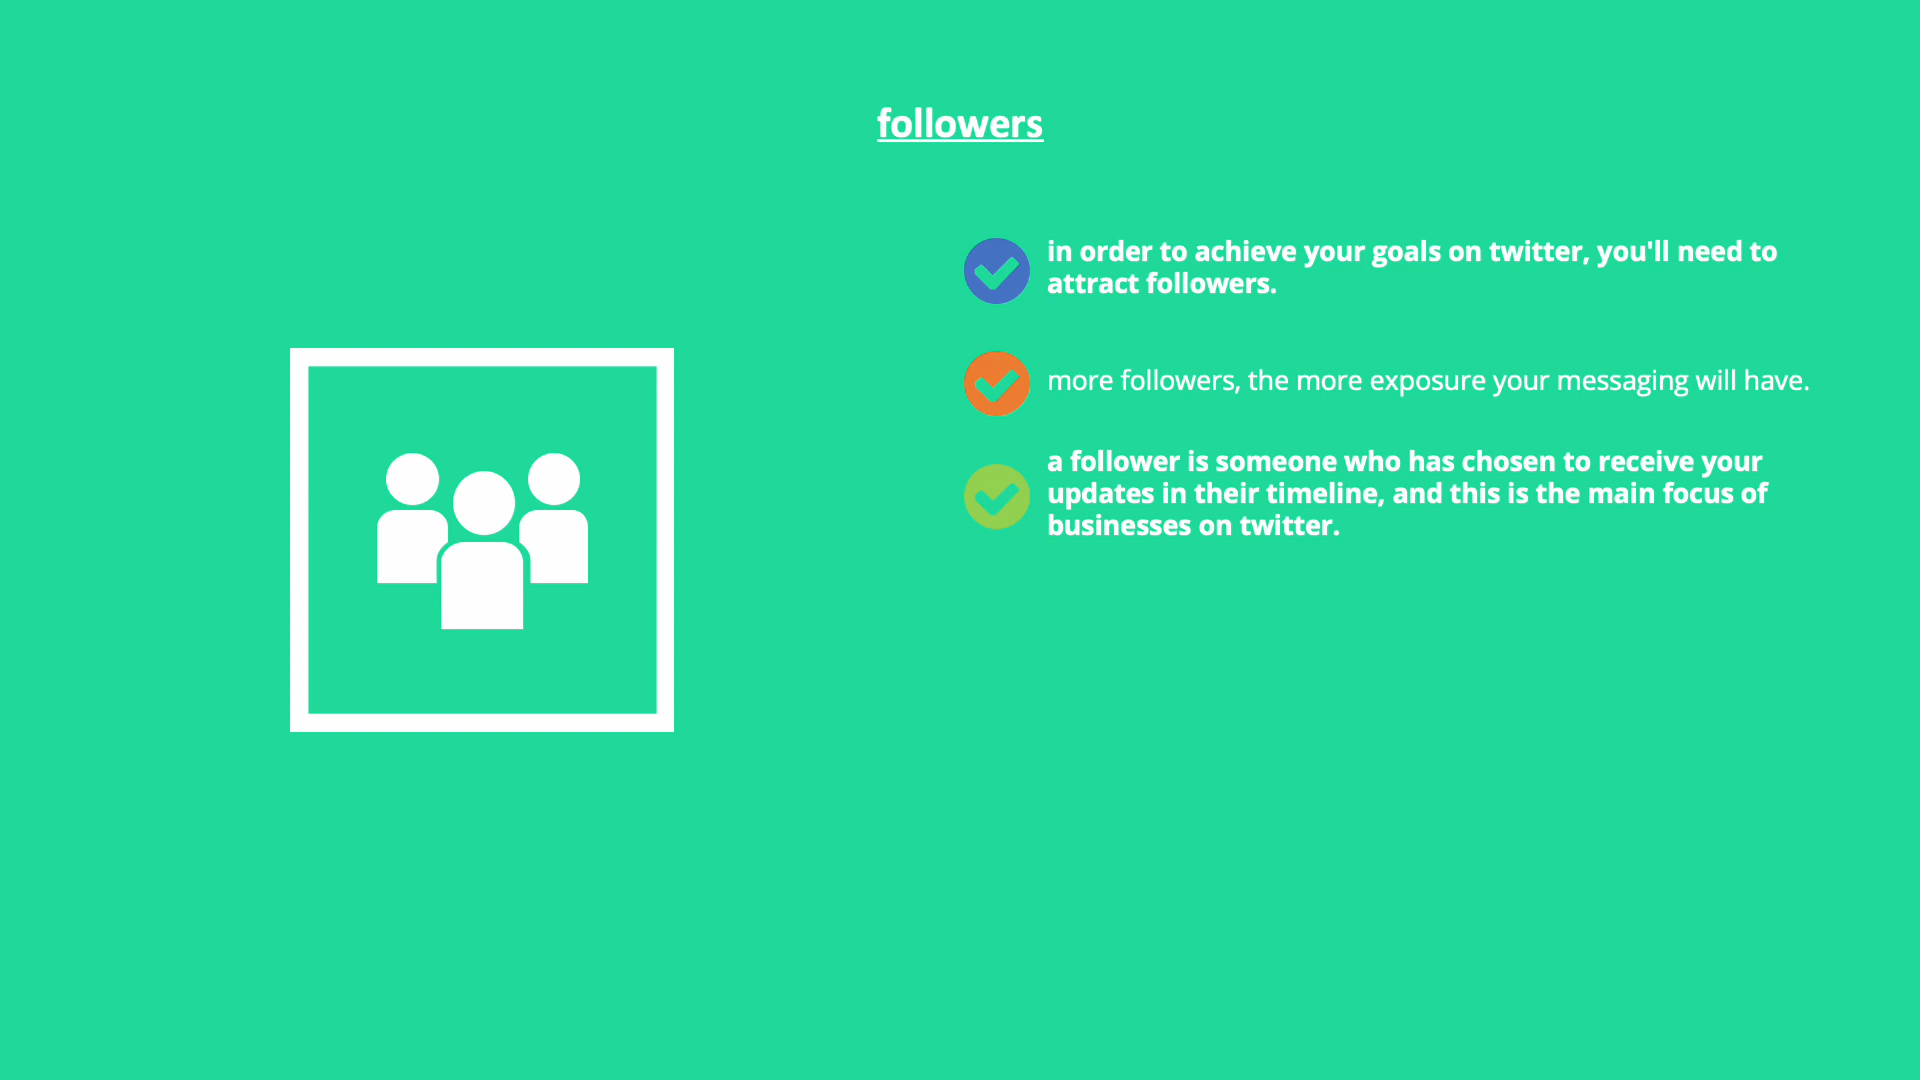 followers
in order to achieve your goals on twitter, you'll need to
attract followers.
more followers, the more exposure your messaging will have.
a follower is someone who has chosen to receive your
updates in their timeline, and this is the main focus of
businesses on twitter.